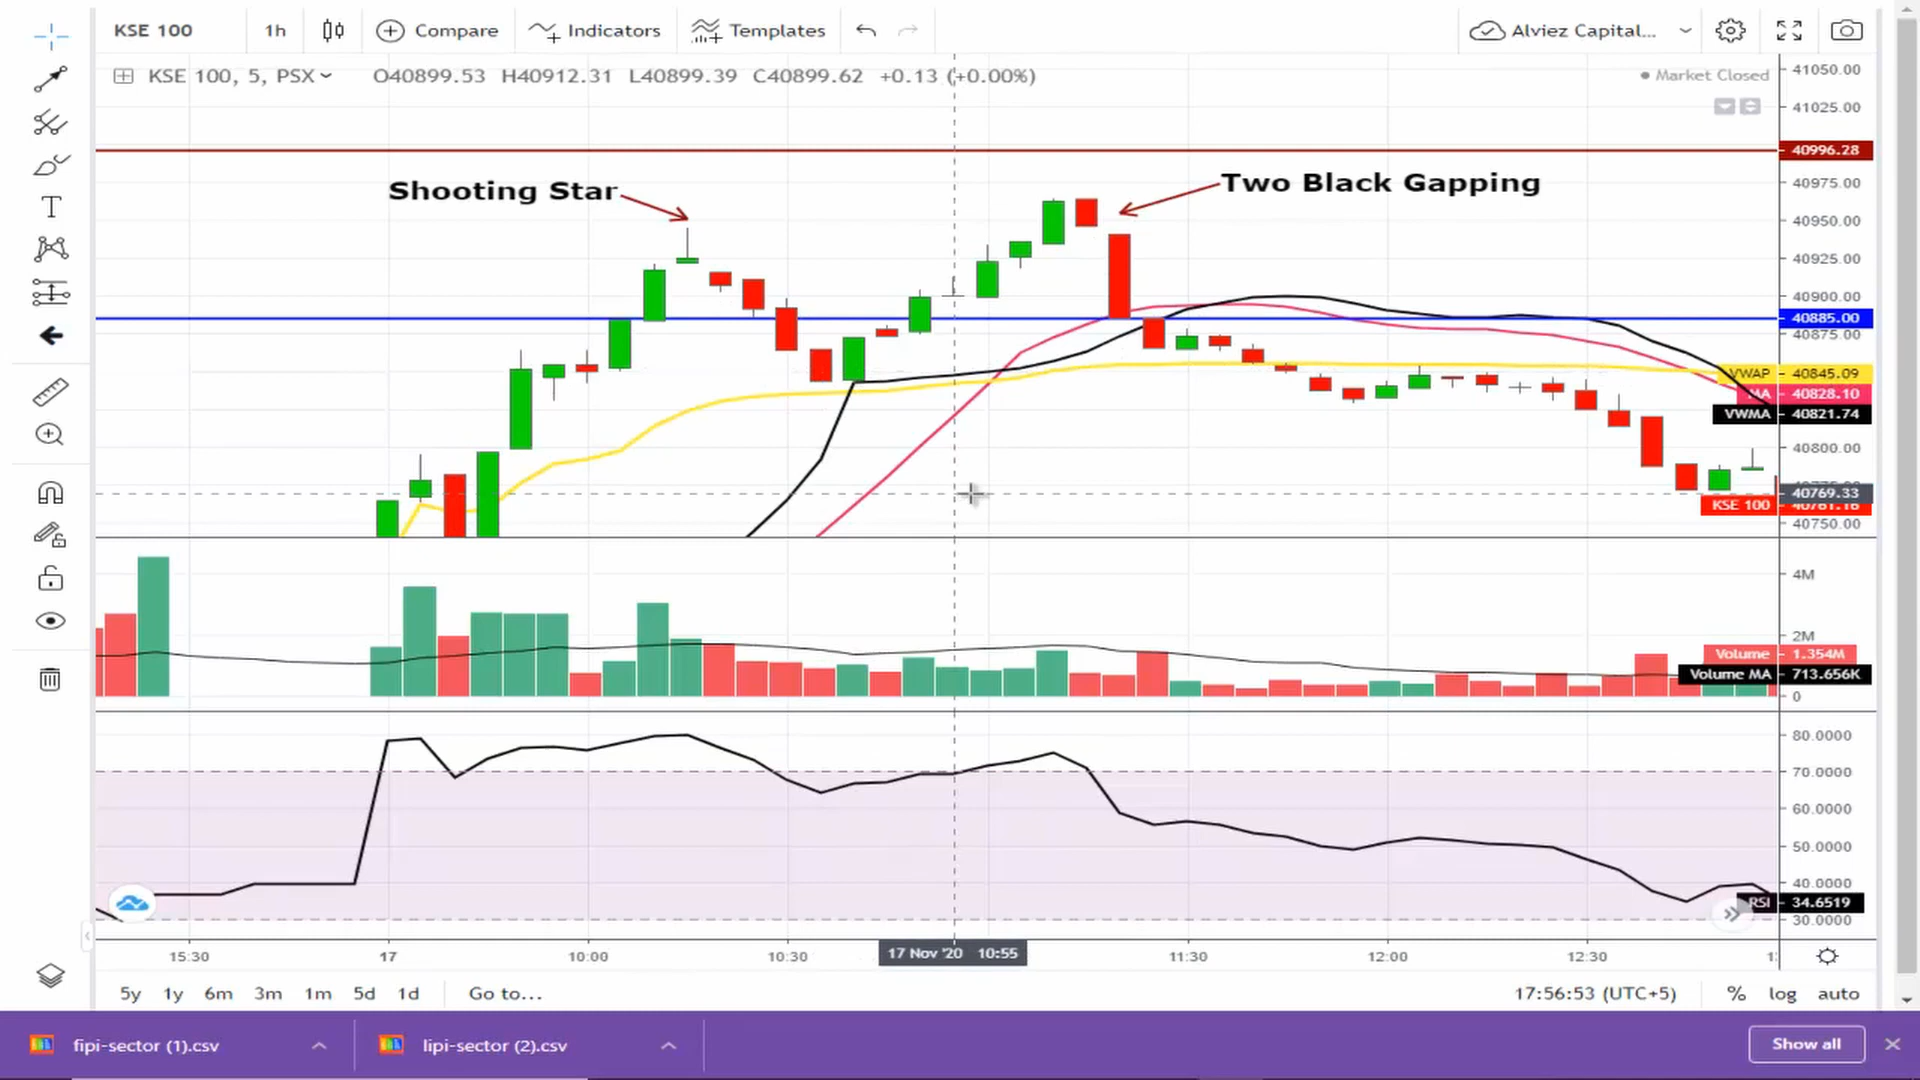 KSE 100 1h Compare Indicators Templates Alviez Capital...
KSE 100, 5, PSX O40899.53 H40912.31 L40899.39 C40899.62 +0.13 (+0.00%) Market Closed
41050.00
41025.00
40996.28
Shooting Star
Two Black Gapping
40975.00
40950.00
40925.00
40900.00
40885.00
40875.00
VWAP 40845.09
MA 40828.10
VWMA 40821.74
40800.00
40769.33
KSE 100
40750.00
4M
2M
Volume 1.354M
Volume MA 713.656K
0
80.0000
70.0000
60.0000
50.0000
40.0000
RSI 34.6519
30.0000
15:30 17 10:00 10:30 17 Nov '20 10:55 11:30 12:00 12:30
5y 1y 6m 3m 1m 5d 1d Go to... 17:56:53 (UTC+5) % log auto
fipi-sector (1).csv lipi-sector (2).csv Show all